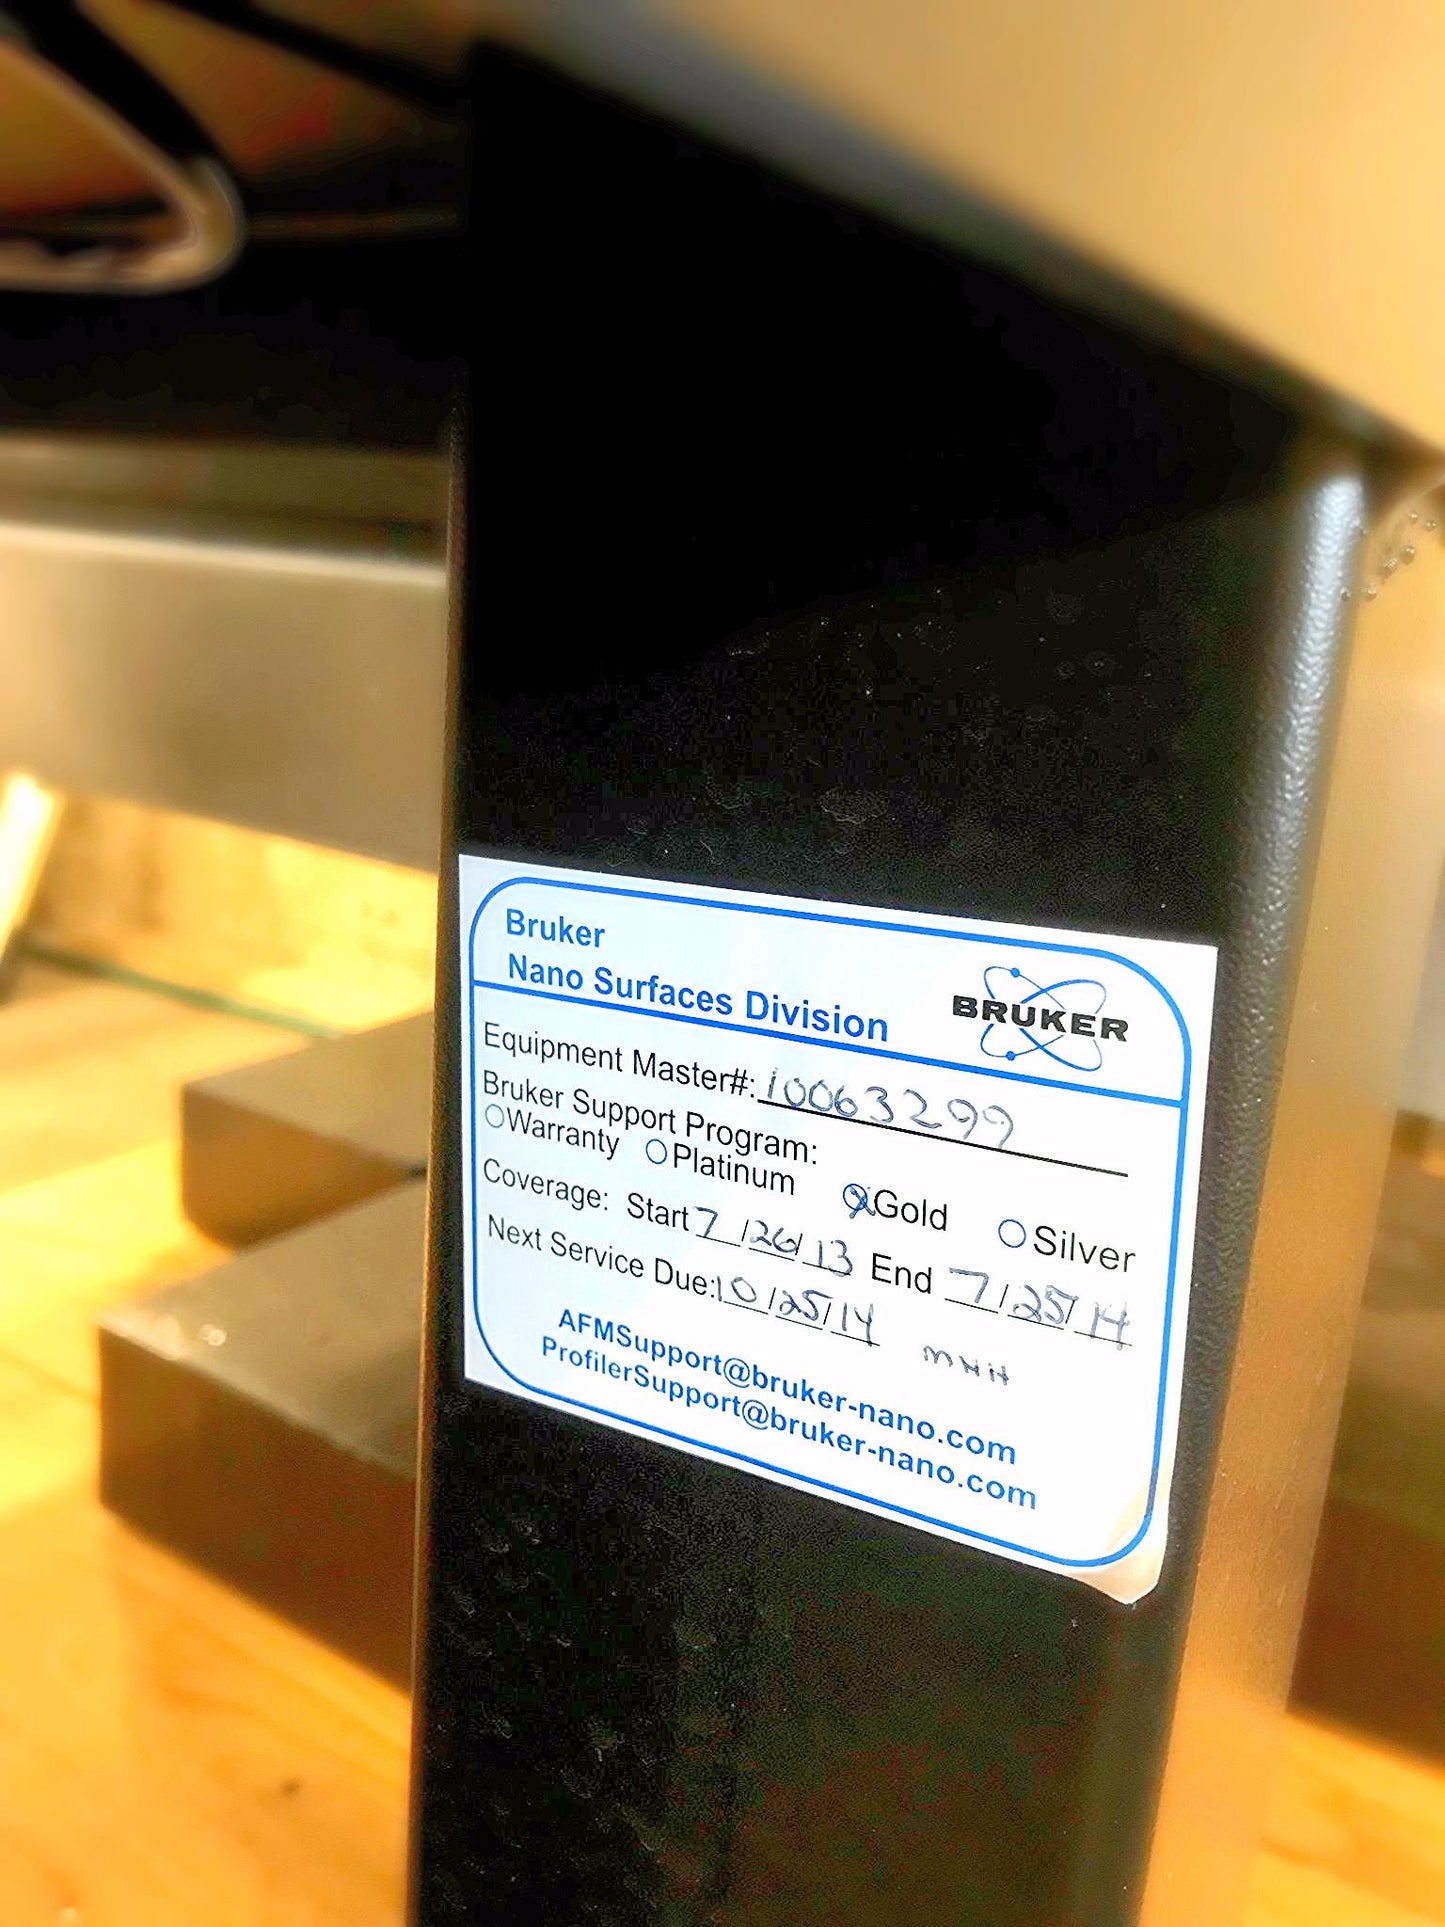 Bruker
Nano Surfaces Division
BRUKER
Equipment Master#: 10063299
Bruker Support Program:
Warranty Platinum Gold Silver
Coverage: Start 7/26/13 End 7/25/14
Next Service Due: 10/25/14
AFMSupport@bruker-nano.com
ProfilerSupport@bruker-nano.com